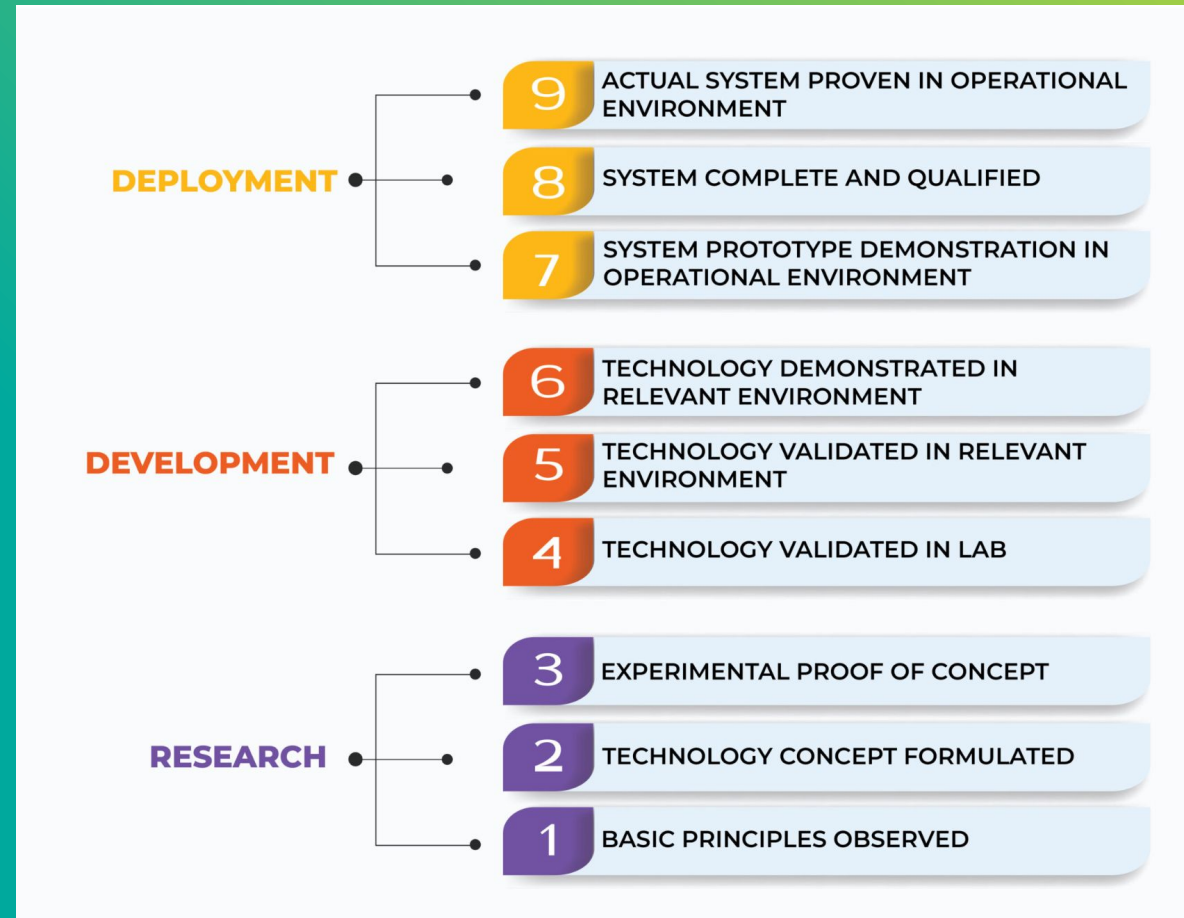 9
ACTUAL SYSTEM PROVEN IN OPERATIONAL
ENVIRONMENT
DEPLOYMENT
8
SYSTEM COMPLETE AND QUALIFIED
7
SYSTEM PROTOTYPE DEMONSTRATION IN
OPERATIONAL ENVIRONMENT
6
TECHNOLOGY DEMONSTRATED IN
RELEVANT ENVIRONMENT
DEVELOPMENT
5
TECHNOLOGY VALIDATED IN RELEVANT
ENVIRONMENT
4
TECHNOLOGY VALIDATED IN LAB
3
EXPERIMENTAL PROOF OF CONCEPT
RESEARCH
2
TECHNOLOGY CONCEPT FORMULATED
1
BASIC PRINCIPLES OBSERVED